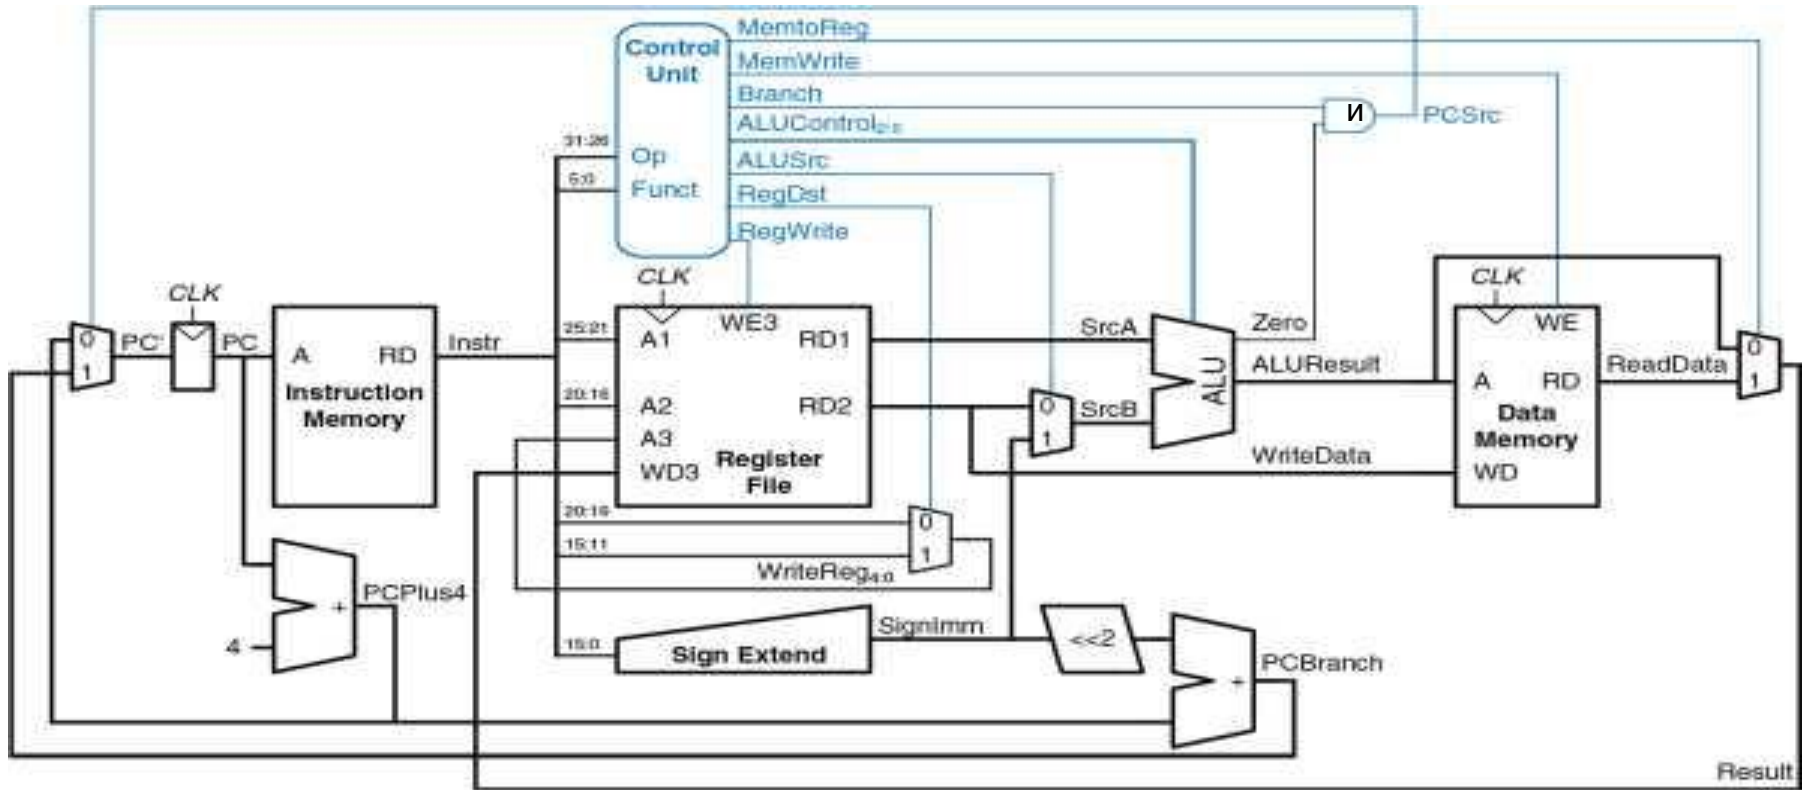 MemtoReg
Control
Unit
MemWrite
Branch
И
PCSrc
ALUControl
31:26
Op
ALUSrc
5:0
Funct
RegDst
RegWrite
CLK
CLK
CLK
0
1
PC'
PC
A
RD
Instruction
Memory
Instr
25:21
A1
WE3
RD1
SrcA
20:16
A2
RD2
A3
WD3
Register
File
0
1
SrcB
ALU
Zero
ALUResult
WriteData
WE
A
RD
Data
Memory
WD
ReadData
0
1
20:16
0
15:11
1
WriteReg4:0
PCPlus4
+
4
15:0
Sign Extend
SignImm
<<2
+
PCBranch
Result